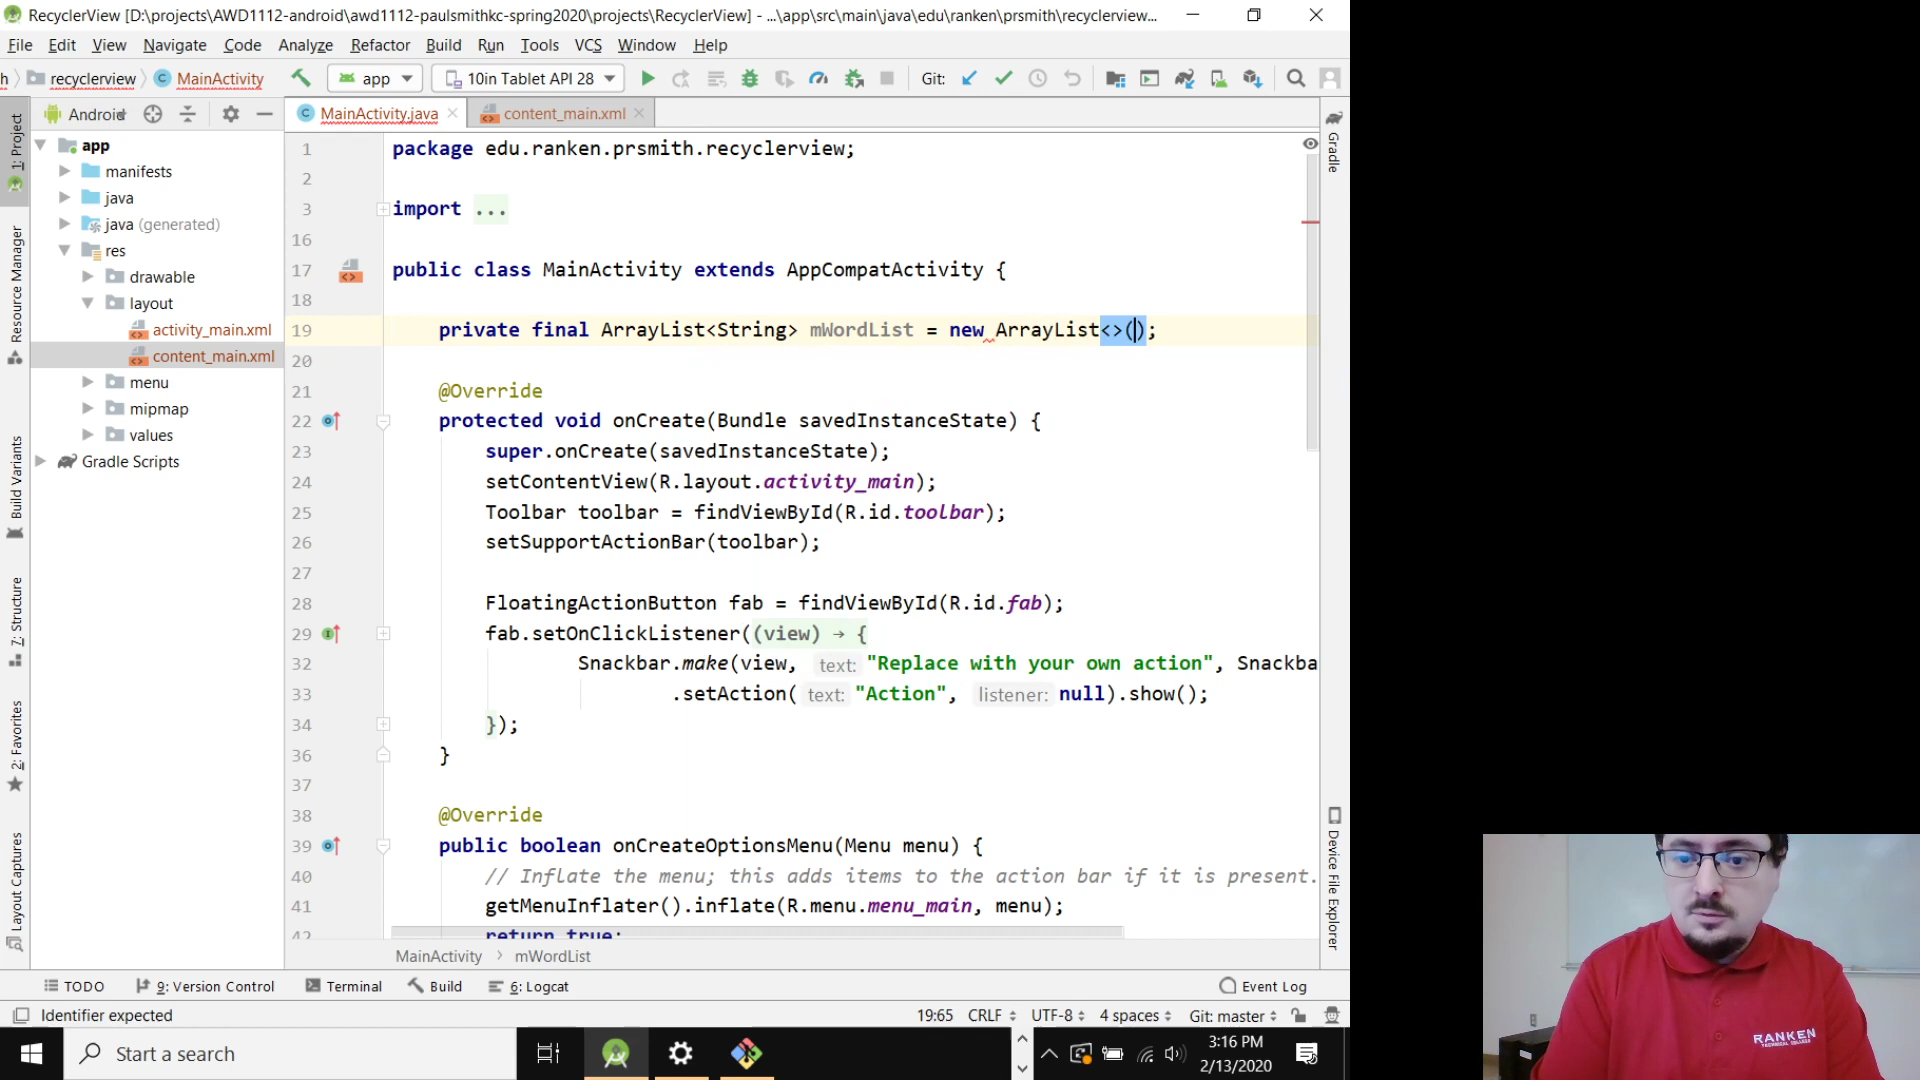 RecyclerView [D:\projects\AWD1112-android\awd1112-paulsmithkc-spring2020\projects\RecyclerView] - ...\app\src\main\java\edu\ranken\prsmith\recyclerview...
File Edit View Navigate Code Analyze Refactor Build Run Tools VCS Window Help
h recyclerview MainActivity app 10in Tablet API 28 Git:
Android MainActivity.java content_main.xml
1: Project
Resource Manager
Build Variants
7: Structure
2: Favorites
Layout Captures
app
manifests
java
java (generated)
res
drawable
layout
activity_main.xml
content_main.xml
menu
mipmap
values
Gradle Scripts
1 package edu.ranken.prsmith.recyclerview;
2
3 import ...
16
17 public class MainActivity extends AppCompatActivity {
18
19 private final ArrayList<String> mWordList = new ArrayList<>();
20
21 @Override
22 protected void onCreate(Bundle savedInstanceState) {
23 super.onCreate(savedInstanceState);
24 setContentView(R.layout.activity_main);
25 Toolbar toolbar = findViewById(R.id.toolbar);
26 setSupportActionBar(toolbar);
27
28 FloatingActionButton fab = findViewById(R.id.fab);
29 fab.setOnClickListener((view) → {
32 Snackbar.make(view, text: "Replace with your own action", Snackba
33 .setAction( text: "Action", listener: null).show();
34 });
36 }
37
38 @Override
39 public boolean onCreateOptionsMenu(Menu menu) {
40 // Inflate the menu; this adds items to the action bar if it is present.
41 getMenuInflater().inflate(R.menu.menu_main, menu);
42 return true;
MainActivity › mWordList
Gradle
Device File Explorer
TODO 9: Version Control Terminal Build 6: Logcat Event Log
Identifier expected 19:65 CRLF UTF-8 4 spaces Git: master
Start a search
3:16 PM
2/13/2020
RANKEN
TECHNICAL COLLEGE